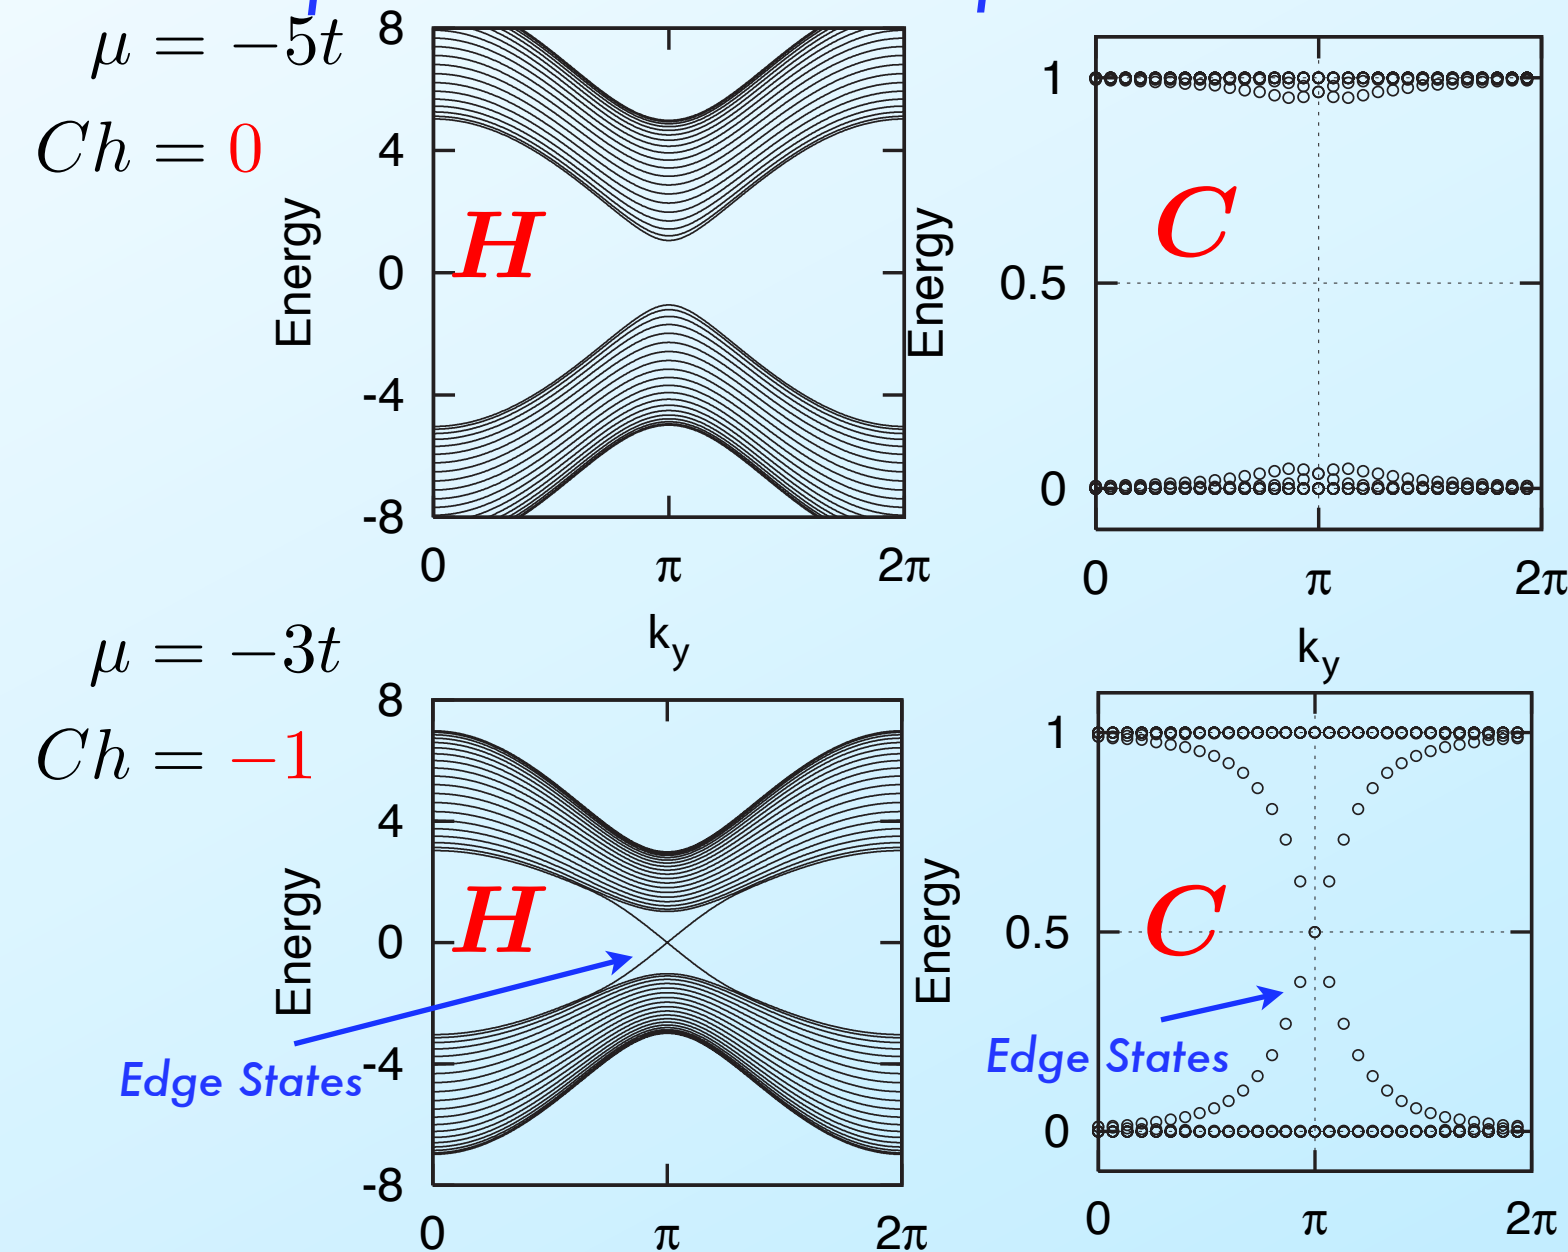 μ = −5t
Ch = 0
8
4
0
-4
-8
Energy
H
0
π
2π
k_y
Energy
1
0.5
0
C
0
π
2π
k_y
μ = −3t
Ch = −1
8
4
0
-4
-8
Energy
H
Edge States
0
π
2π
Energy
1
0.5
0
C
Edge States
0
π
2π